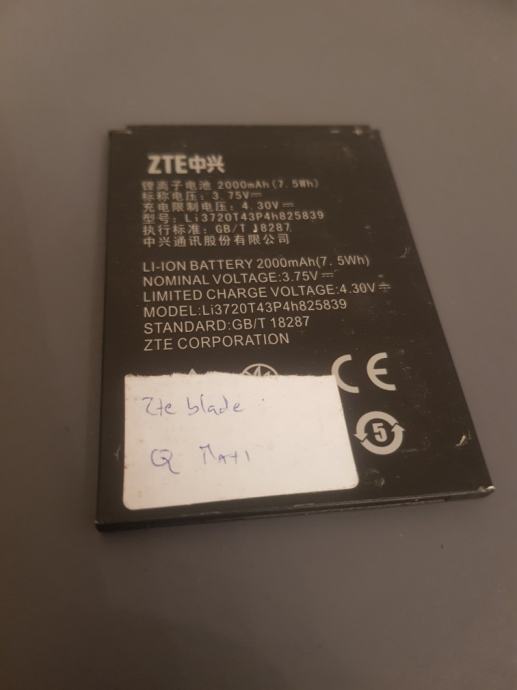 ZTE中兴
锂离子电池 2000mAh(7.5Wh)
标称电压: 3.75V⎓
充电限制电压: 4.30V⎓
型号: Li3720T43P4h825839
执行标准: GB/T 18287
中兴通讯股份有限公司
LI-ION BATTERY 2000mAh(7.5Wh)
NOMINAL VOLTAGE:3.75V⎓
LIMITED CHARGE VOLTAGE:4.30V⎓
MODEL:Li3720T43P4h825839
STANDARD:GB/T 18287
ZTE CORPORATION
CE
Zte blade
Q
5